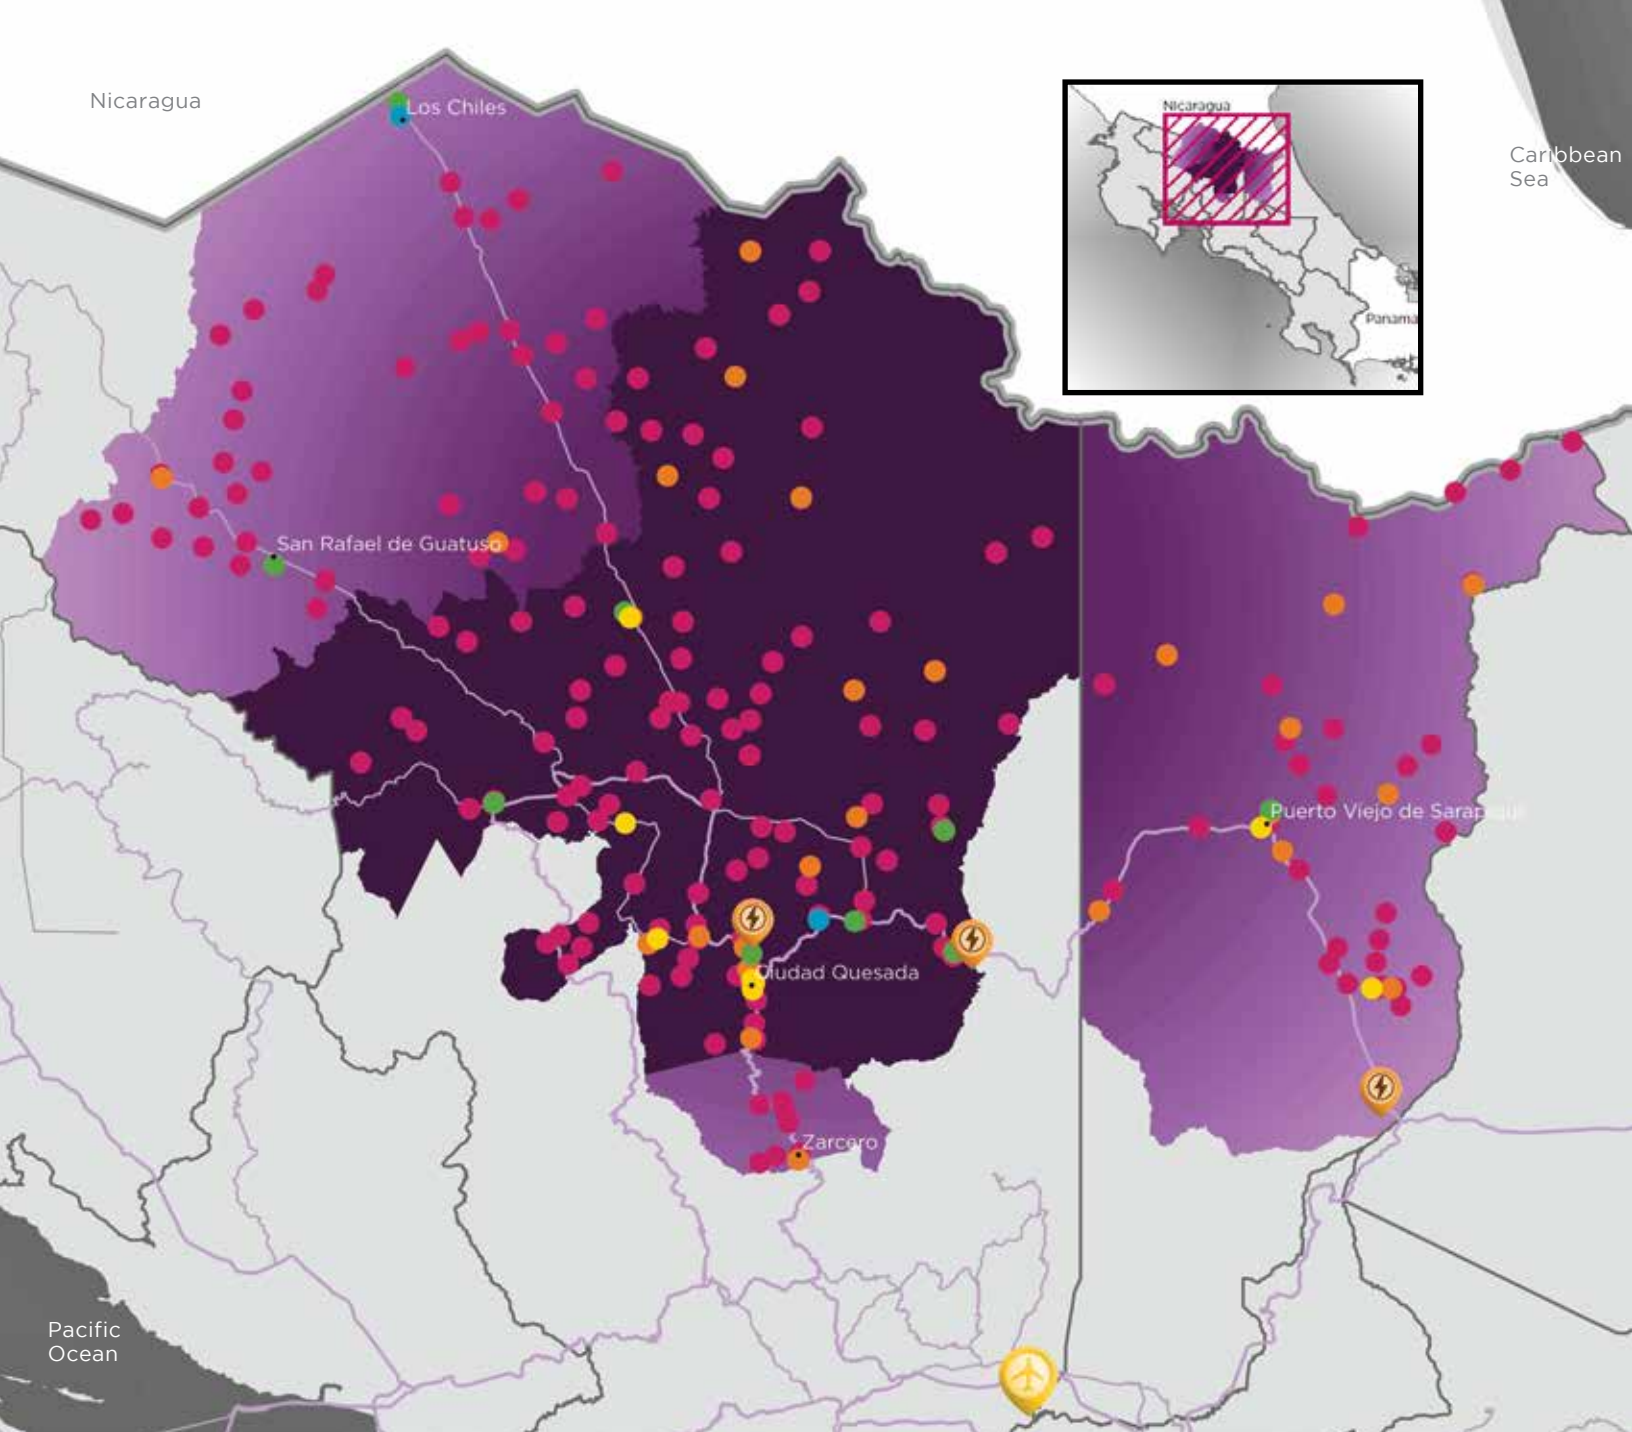 Nicaragua
Los Chiles
Nicaragua
Panama
Caribbean
Sea
San Rafael de Guatuso
Puerto Viejo de Sarapiquí
Ciudad Quesada
Zarcero
Pacific
Ocean